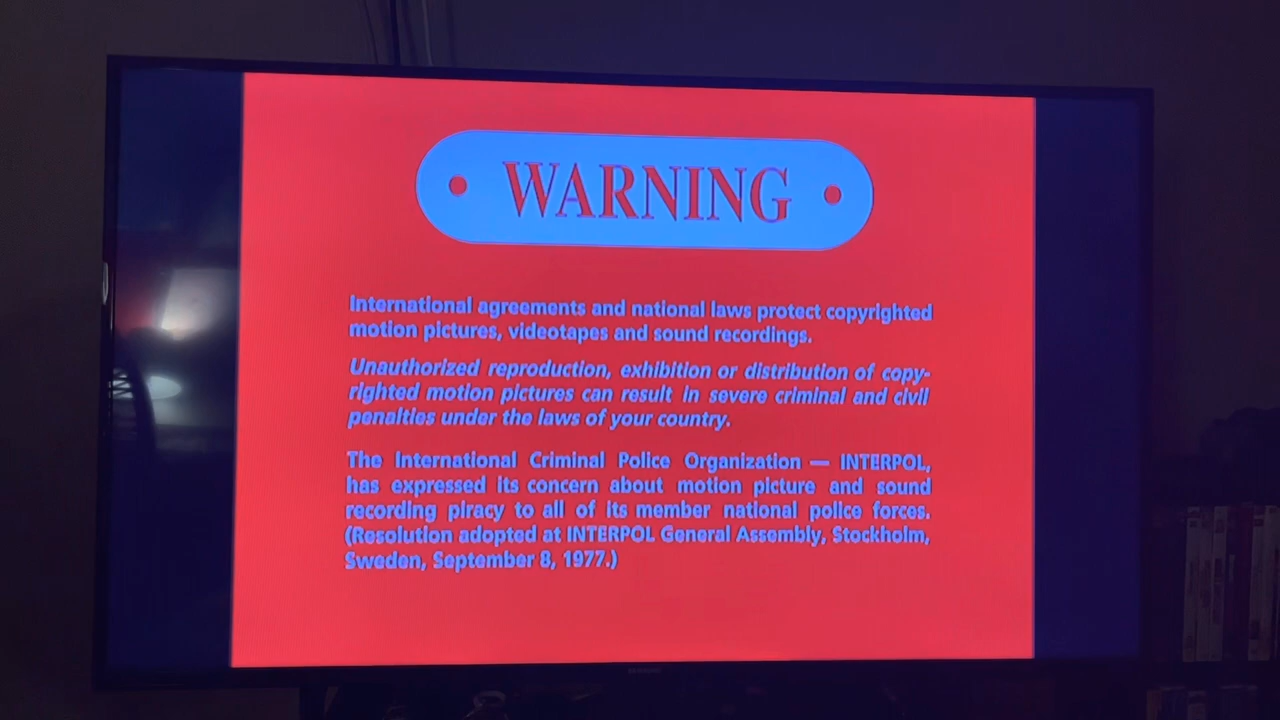 WARNING
International agreements and national laws protect copyrighted
motion pictures, videotapes and sound recordings.
Unauthorized reproduction, exhibition or distribution of copy-
righted motion pictures can result in severe criminal and civil
penalties under the laws of your country.
The International Criminal Police Organization — INTERPOL,
has expressed its concern about motion picture and sound
recording piracy to all of its member national police forces.
(Resolution adopted at INTERPOL General Assembly, Stockholm,
Sweden, September 8, 1977.)
SAMSUNG